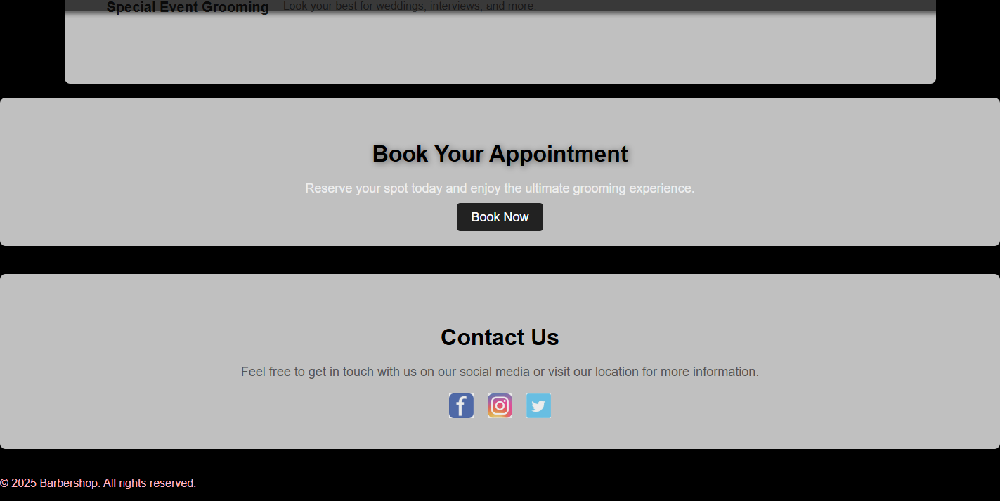 Special Event Grooming Look your best for weddings, interviews, and more.
Book Your Appointment
Reserve your spot today and enjoy the ultimate grooming experience.
Book Now
Contact Us
Feel free to get in touch with us on our social media or visit our location for more information.
© 2025 Barbershop. All rights reserved.